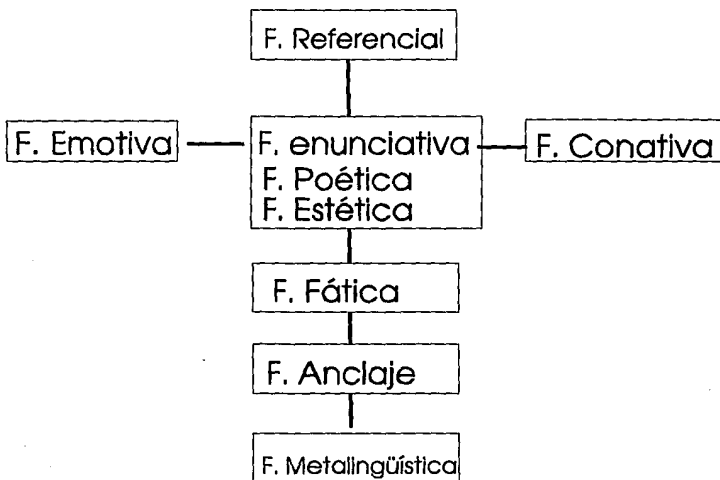 F. Referencial
F. Emotiva
F. enunciativa
F. Poética
F. Estética
F. Conativa
F. Fática
F. Anclaje
F. Metalingüística